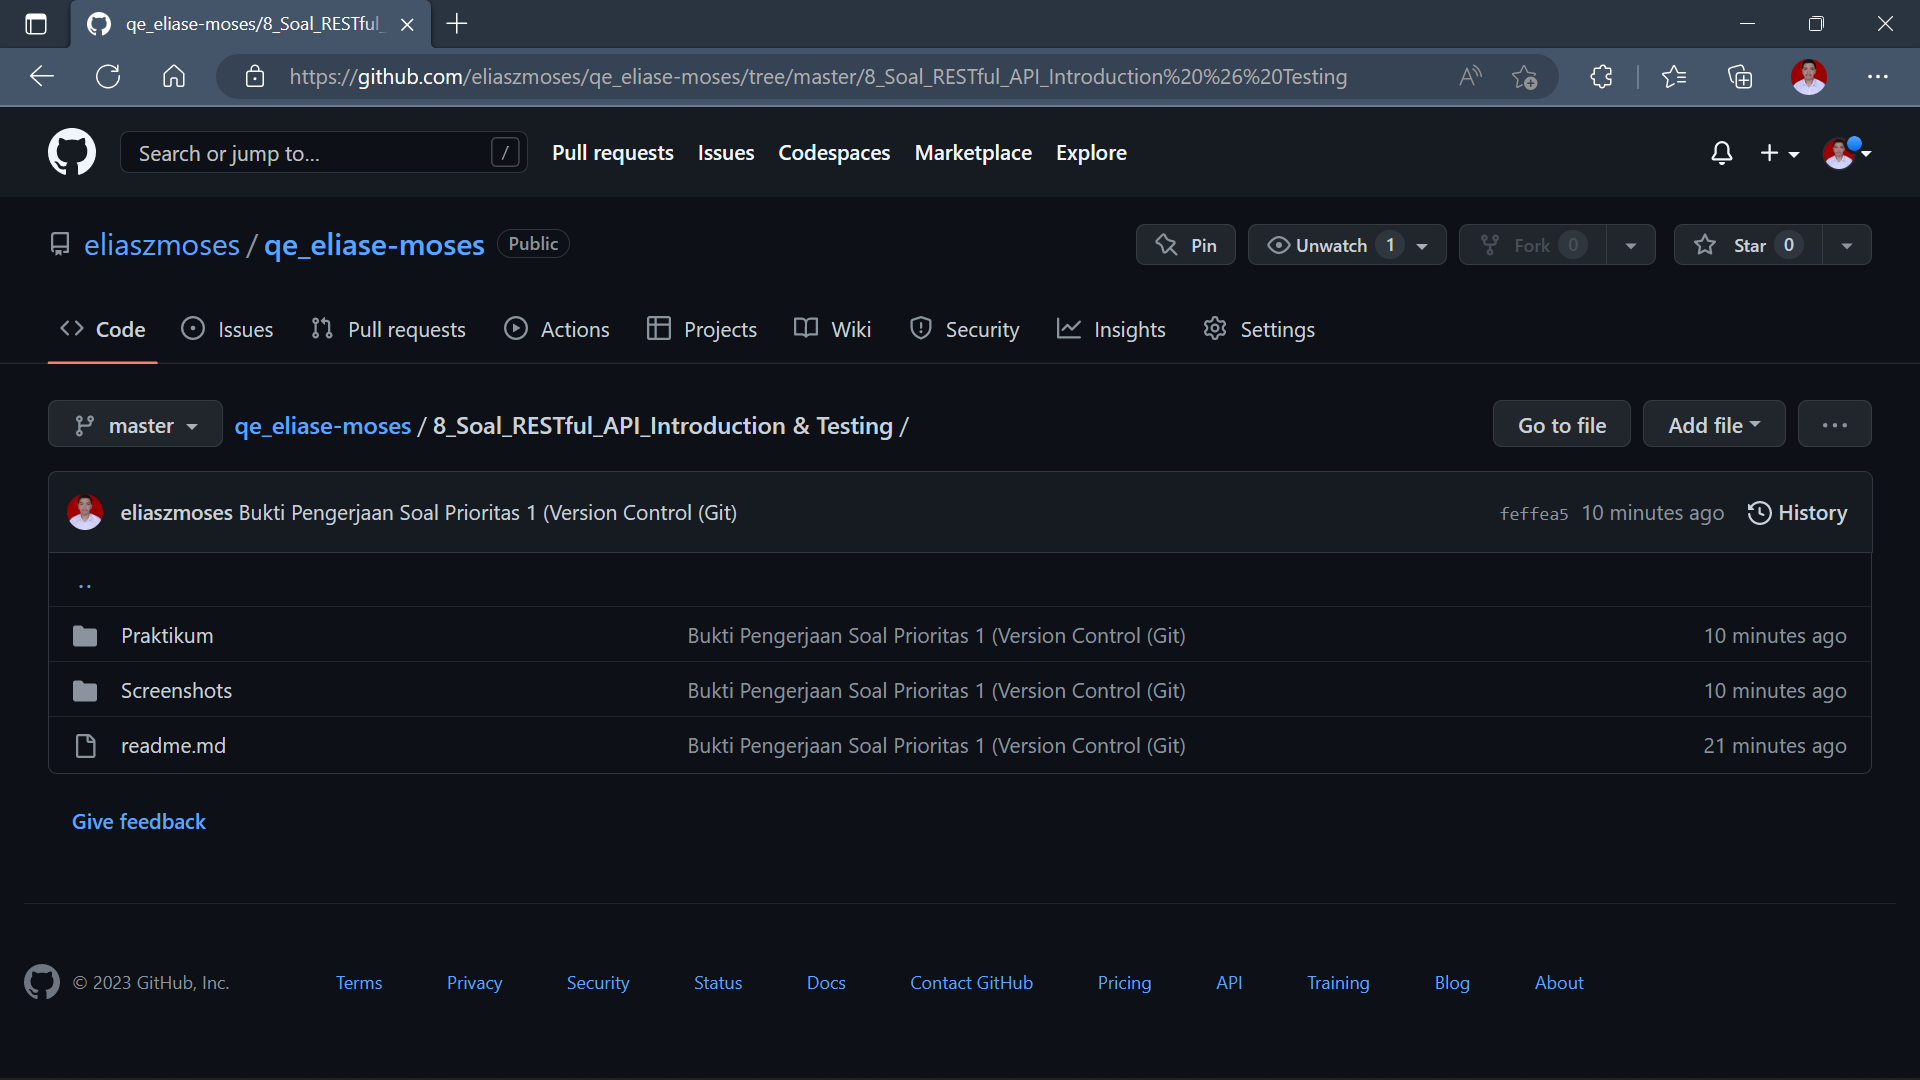 qe_eliase-moses/8_Soal_RESTful_
https://github.com/eliaszmoses/qe_eliase-moses/tree/master/8_Soal_RESTful_API_Introduction%20%26%20Testing
Search or jump to... /
Pull requests Issues Codespaces Marketplace Explore
eliaszmoses / qe_eliase-moses Public
Pin Unwatch 1 Fork 0 Star 0
Code Issues Pull requests Actions Projects Wiki Security Insights Settings
master qe_eliase-moses / 8_Soal_RESTful_API_Introduction & Testing /
Go to file Add file ...
eliaszmoses Bukti Pengerjaan Soal Prioritas 1 (Version Control (Git) feffea5 10 minutes ago History
..
Praktikum Bukti Pengerjaan Soal Prioritas 1 (Version Control (Git) 10 minutes ago
Screenshots Bukti Pengerjaan Soal Prioritas 1 (Version Control (Git) 10 minutes ago
readme.md Bukti Pengerjaan Soal Prioritas 1 (Version Control (Git) 21 minutes ago
Give feedback
© 2023 GitHub, Inc. Terms Privacy Security Status Docs Contact GitHub Pricing API Training Blog About